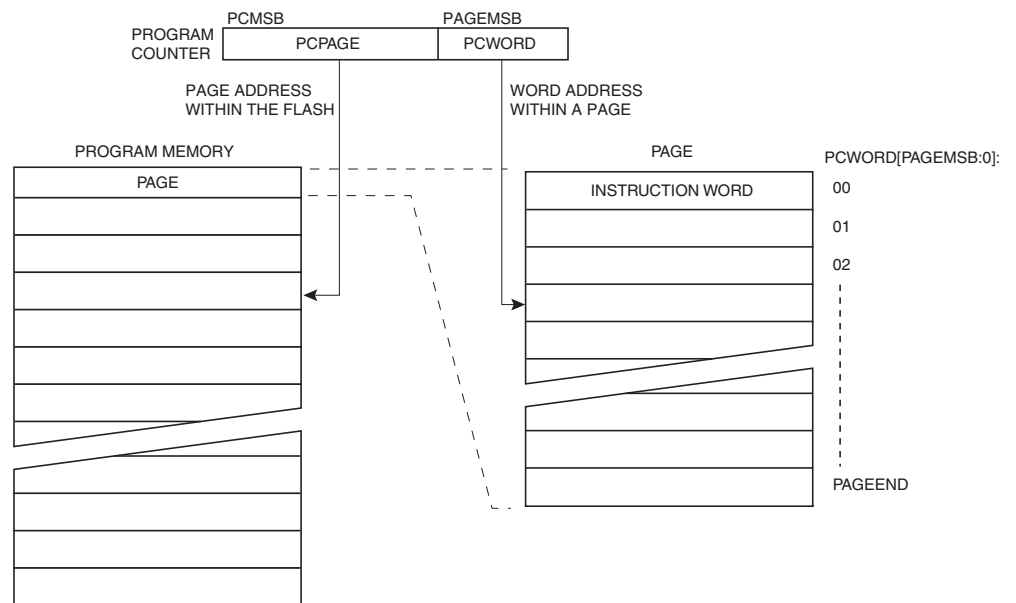 PCMSB
PAGEMSB
PROGRAM
COUNTER
PCPAGE
PCWORD
PAGE ADDRESS
WITHIN THE FLASH
WORD ADDRESS
WITHIN A PAGE
PROGRAM MEMORY
PAGE
PAGE
PCWORD[PAGEMSB:0]:
INSTRUCTION WORD
00
01
02
PAGEEND